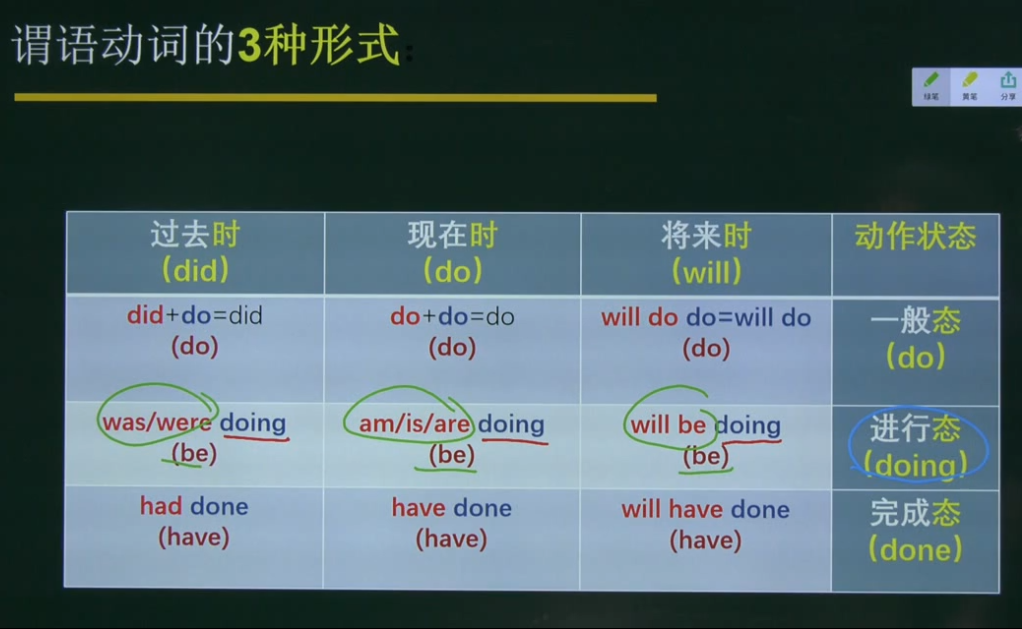 谓语动词的3种形式:
绿笔 黄笔 分享
过去时 现在时 将来时 动作状态
(did) (do) (will)
did+do=did do+do=do will do do=will do 一般态
(do) (do) (do) (do)
was/were doing am/is/are doing will be doing 进行态
(be) (be) (be) (doing)
had done have done will have done 完成态
(have) (have) (have) (done)